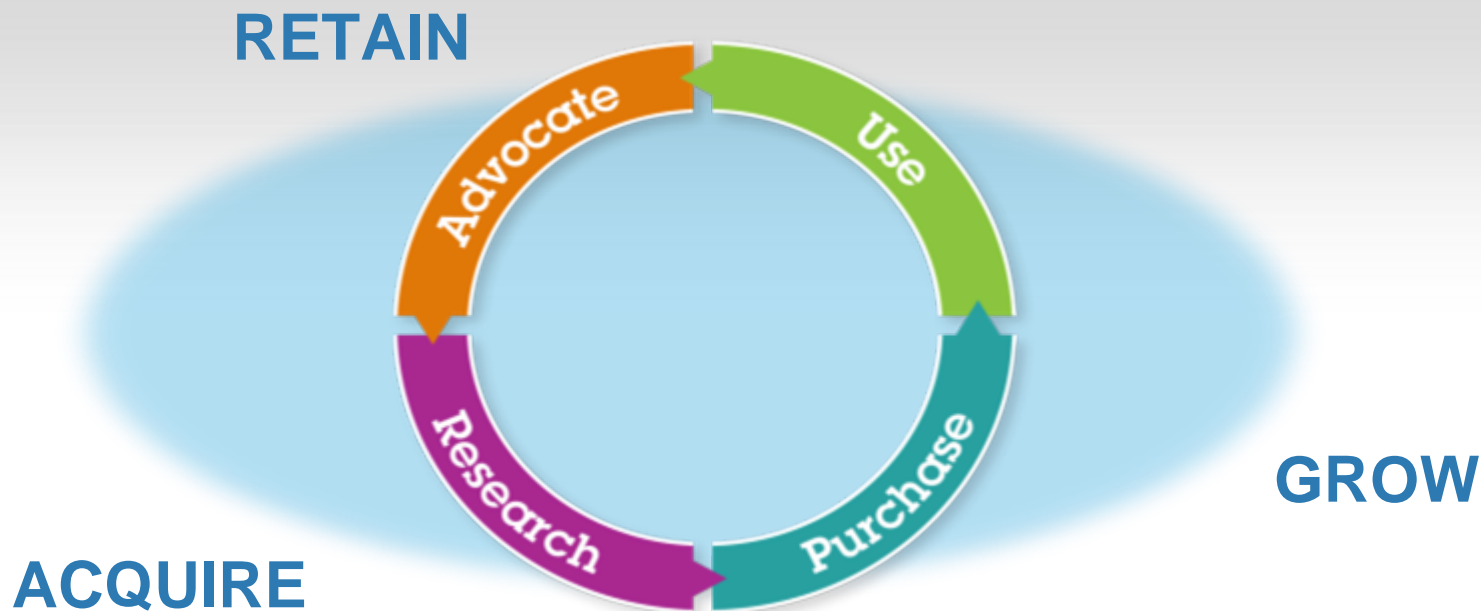 RETAIN
Advocate
Use
Research
Purchase
GROW
ACQUIRE